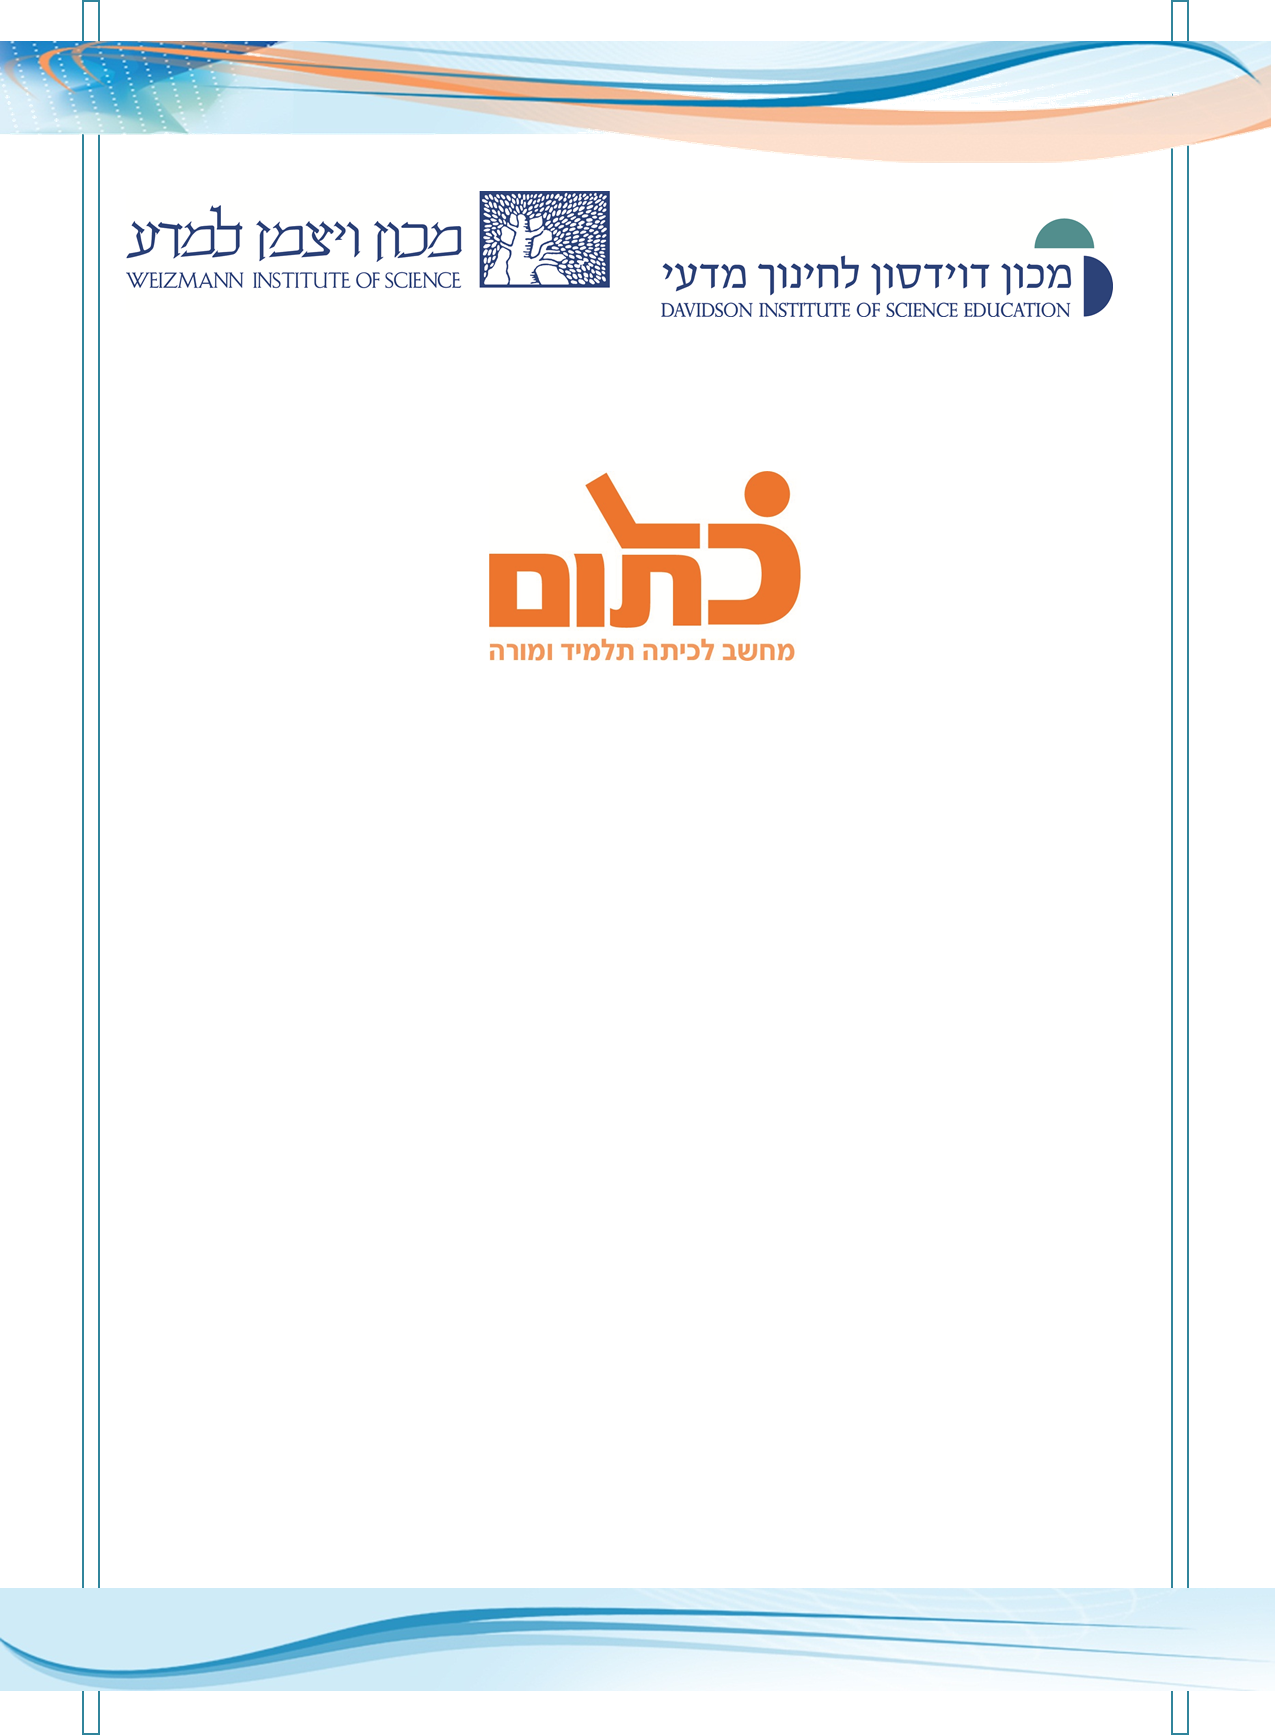 מכון ויצמן למדע
WEIZMANN INSTITUTE OF SCIENCE
מכון דוידסון לחינוך מדעי
DAVIDSON INSTITUTE OF SCIENCE EDUCATION
כתום
מחשב לכיתה תלמיד ומורה